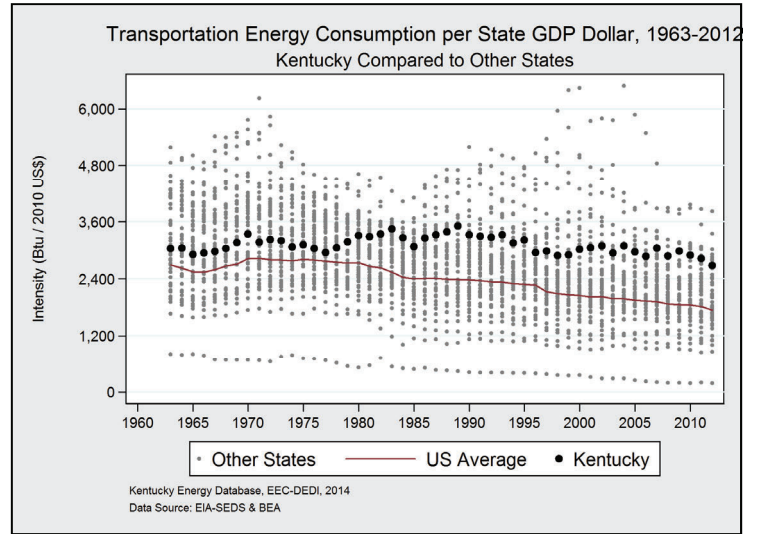 Transportation Energy Consumption per State GDP Dollar, 1963-2012
Kentucky Compared to Other States
Intensity (Btu / 2010 US$)
6,000
4,800
3,600
2,400
1,200
0
1960 1965 1970 1975 1980 1985 1990 1995 2000 2005 2010
Other States US Average Kentucky
Kentucky Energy Database, EEC-DEDI, 2014
Data Source: EIA-SEDS & BEA